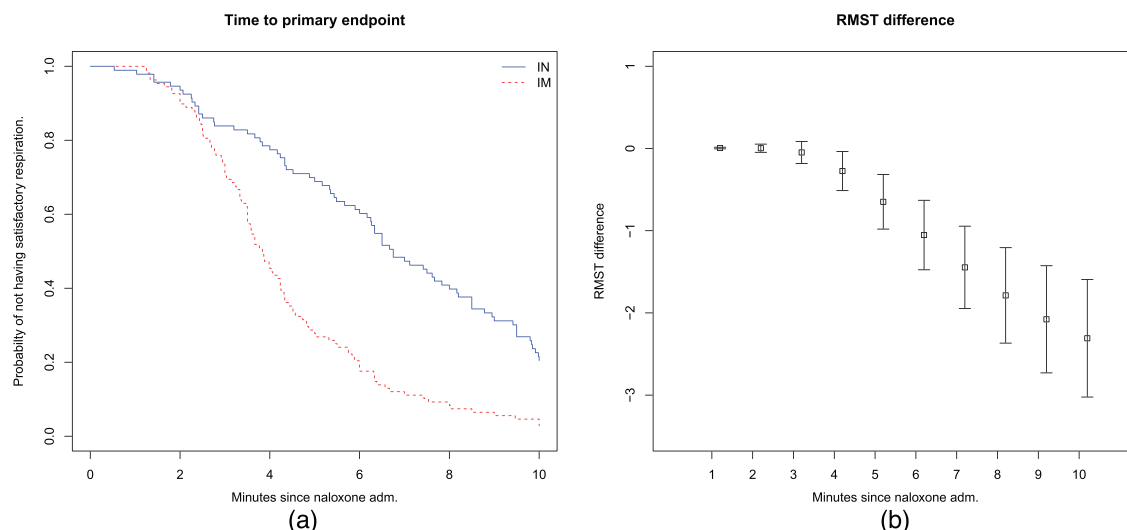 Time to primary endpoint
Probabilty of not having satisfactory respiration.
1.0
0.8
0.6
0.4
0.2
0.0
IN
IM
0 2 4 6 8 10
Minutes since naloxone adm.
(a)
RMST difference
RMST difference
1
0
−1
−2
−3
1 2 3 4 5 6 7 8 9 10
Minutes since naloxone adm.
(b)